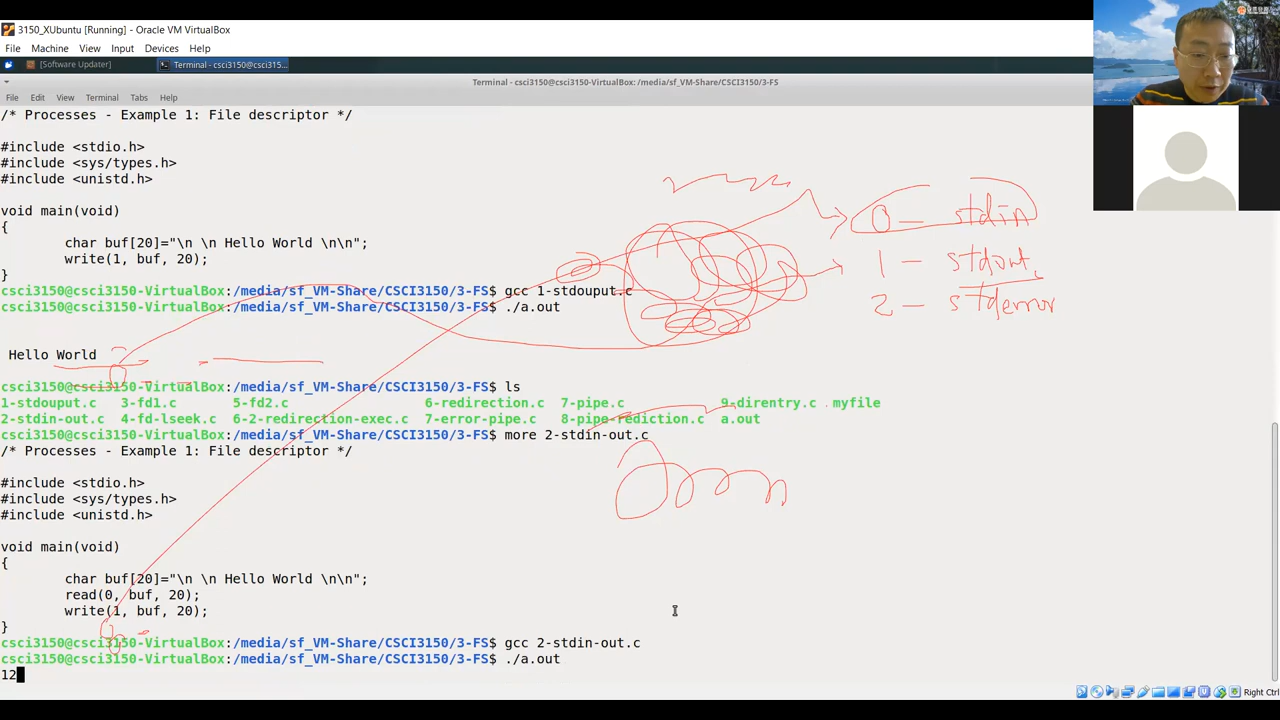 3150_XUbuntu [Running] - Oracle VM VirtualBox
File Machine View Input Devices Help
[Software Updater] Terminal - csci3150@csci315...
Terminal - csci3150@csci3150-VirtualBox: /media/sf_VM-Share/CSCI3150/3-FS
File Edit View Terminal Tabs Help
/* Processes - Example 1: File descriptor */
#include <stdio.h>
#include <sys/types.h>
#include <unistd.h>
void main(void)
{
char buf[20]="\n \n Hello World \n\n";
write(1, buf, 20);
}
0 - stdin
1 - stdout
2 - stderror
csci3150@csci3150-VirtualBox:/media/sf_VM-Share/CSCI3150/3-FS$ gcc 1-stdouput.c
csci3150@csci3150-VirtualBox:/media/sf_VM-Share/CSCI3150/3-FS$ ./a.out
Hello World
csci3150@csci3150-VirtualBox:/media/sf_VM-Share/CSCI3150/3-FS$ ls
1-stdouput.c 3-fd1.c 5-fd2.c 6-redirection.c 7-pipe.c 9-direntry.c myfile
2-stdin-out.c 4-fd-lseek.c 6-2-redirection-exec.c 7-error-pipe.c 8-pipe-rediction.c a.out
csci3150@csci3150-VirtualBox:/media/sf_VM-Share/CSCI3150/3-FS$ more 2-stdin-out.c
/* Processes - Example 1: File descriptor */
#include <stdio.h>
#include <sys/types.h>
#include <unistd.h>
void main(void)
{
char buf[20]="\n \n Hello World \n\n";
read(0, buf, 20);
write(1, buf, 20);
}
csci3150@csci3150-VirtualBox:/media/sf_VM-Share/CSCI3150/3-FS$ gcc 2-stdin-out.c
csci3150@csci3150-VirtualBox:/media/sf_VM-Share/CSCI3150/3-FS$ ./a.out
12
Right Ctrl